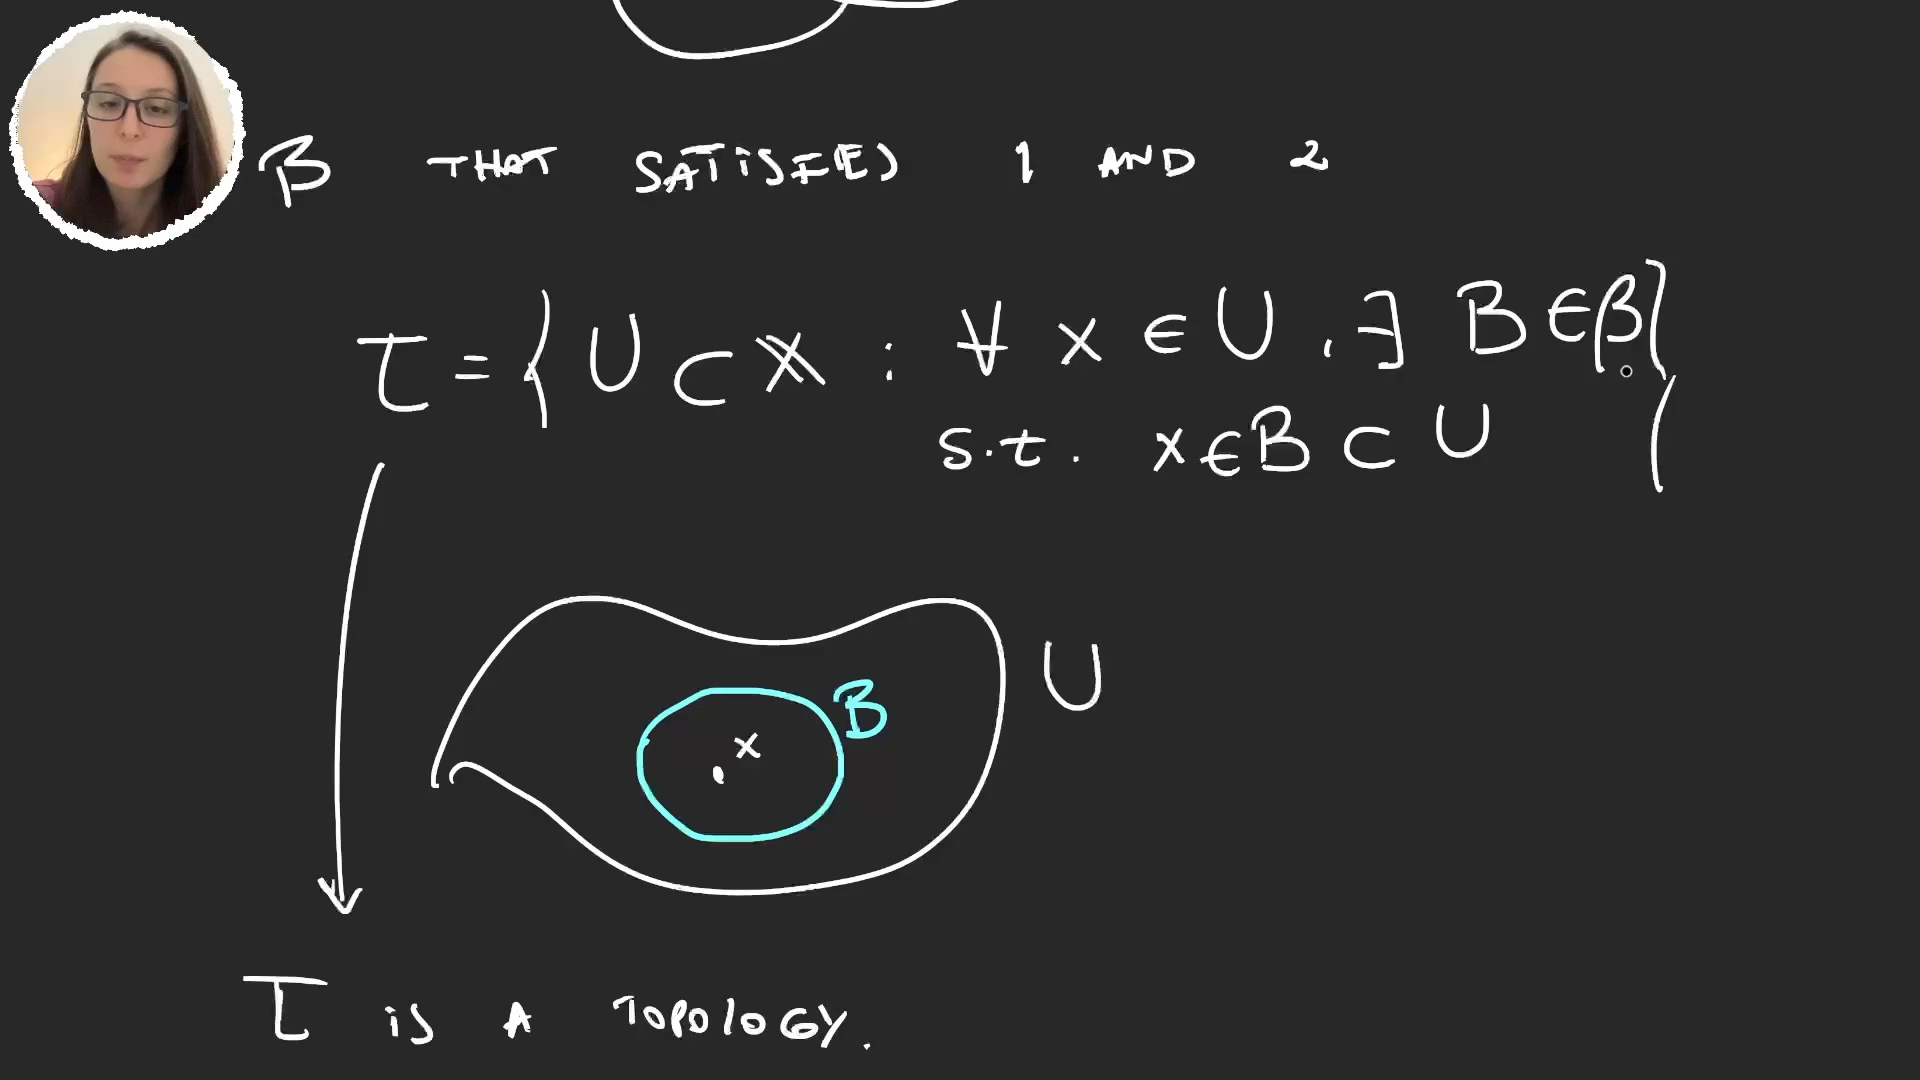 β THAT SATISFIES 1 AND 2
τ = { U ⊂ X : ∀ x ∈ U , ∃ B ∈ β }
s.t. x ∈ B ⊂ U
U
B
x
τ is A TOPOLOGY.